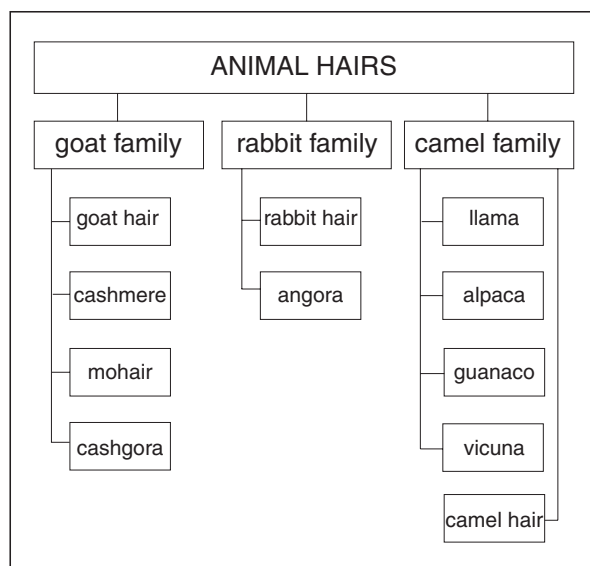 ANIMAL HAIRS
goat family
rabbit family
camel family
goat hair
cashmere
mohair
cashgora
rabbit hair
angora
llama
alpaca
guanaco
vicuna
camel hair